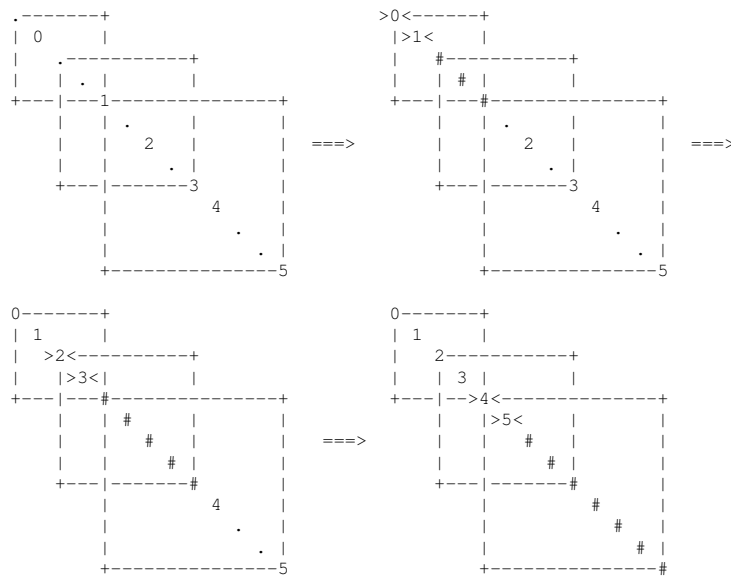 .-------+ >0<------+
| 0 | |>1< |
| .-----------+ | #-----------+
| . | | | # | |
+--- ---1---------------+ +--- ---#---------------+
| | . | | | | . | |
| | 2 | | ===> | | 2 | | ===>
| | . | | | | . | |
+--- -------3 | +--- -------3 |
| 4 | | 4 |
| . | | . |
| . | | . |
+---------------5 +---------------5
0-------+ 0-------+
| 1 | | 1 |
| >2<----------+ | 2-----------+
| |>3< | | | 3 | |
+--- ---#---------------+ +--- -->4<--------------+
| | # | | | |>5< | |
| | # | | ===> | | # | |
| | # | | | | # | |
+--- -------# | +--- -------# |
| 4 | | # |
| . | | # |
| . | | # |
+---------------5 +---------------#